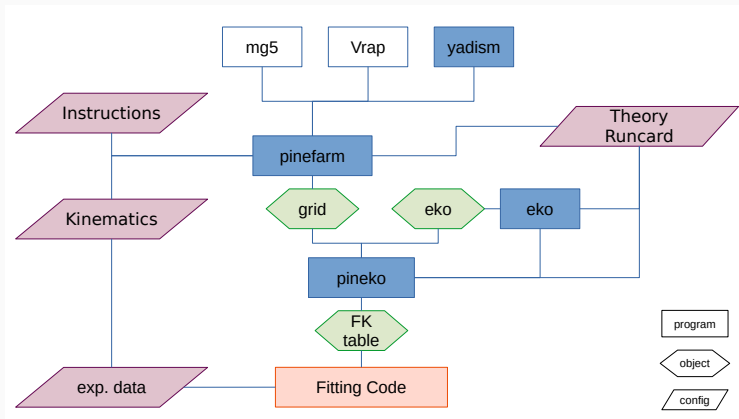 mg5
Vrap
yadism
Instructions
Theory
Runcard
pinefarm
Kinematics
grid
eko
eko
pineko
FK
table
program
object
exp. data
Fitting Code
config